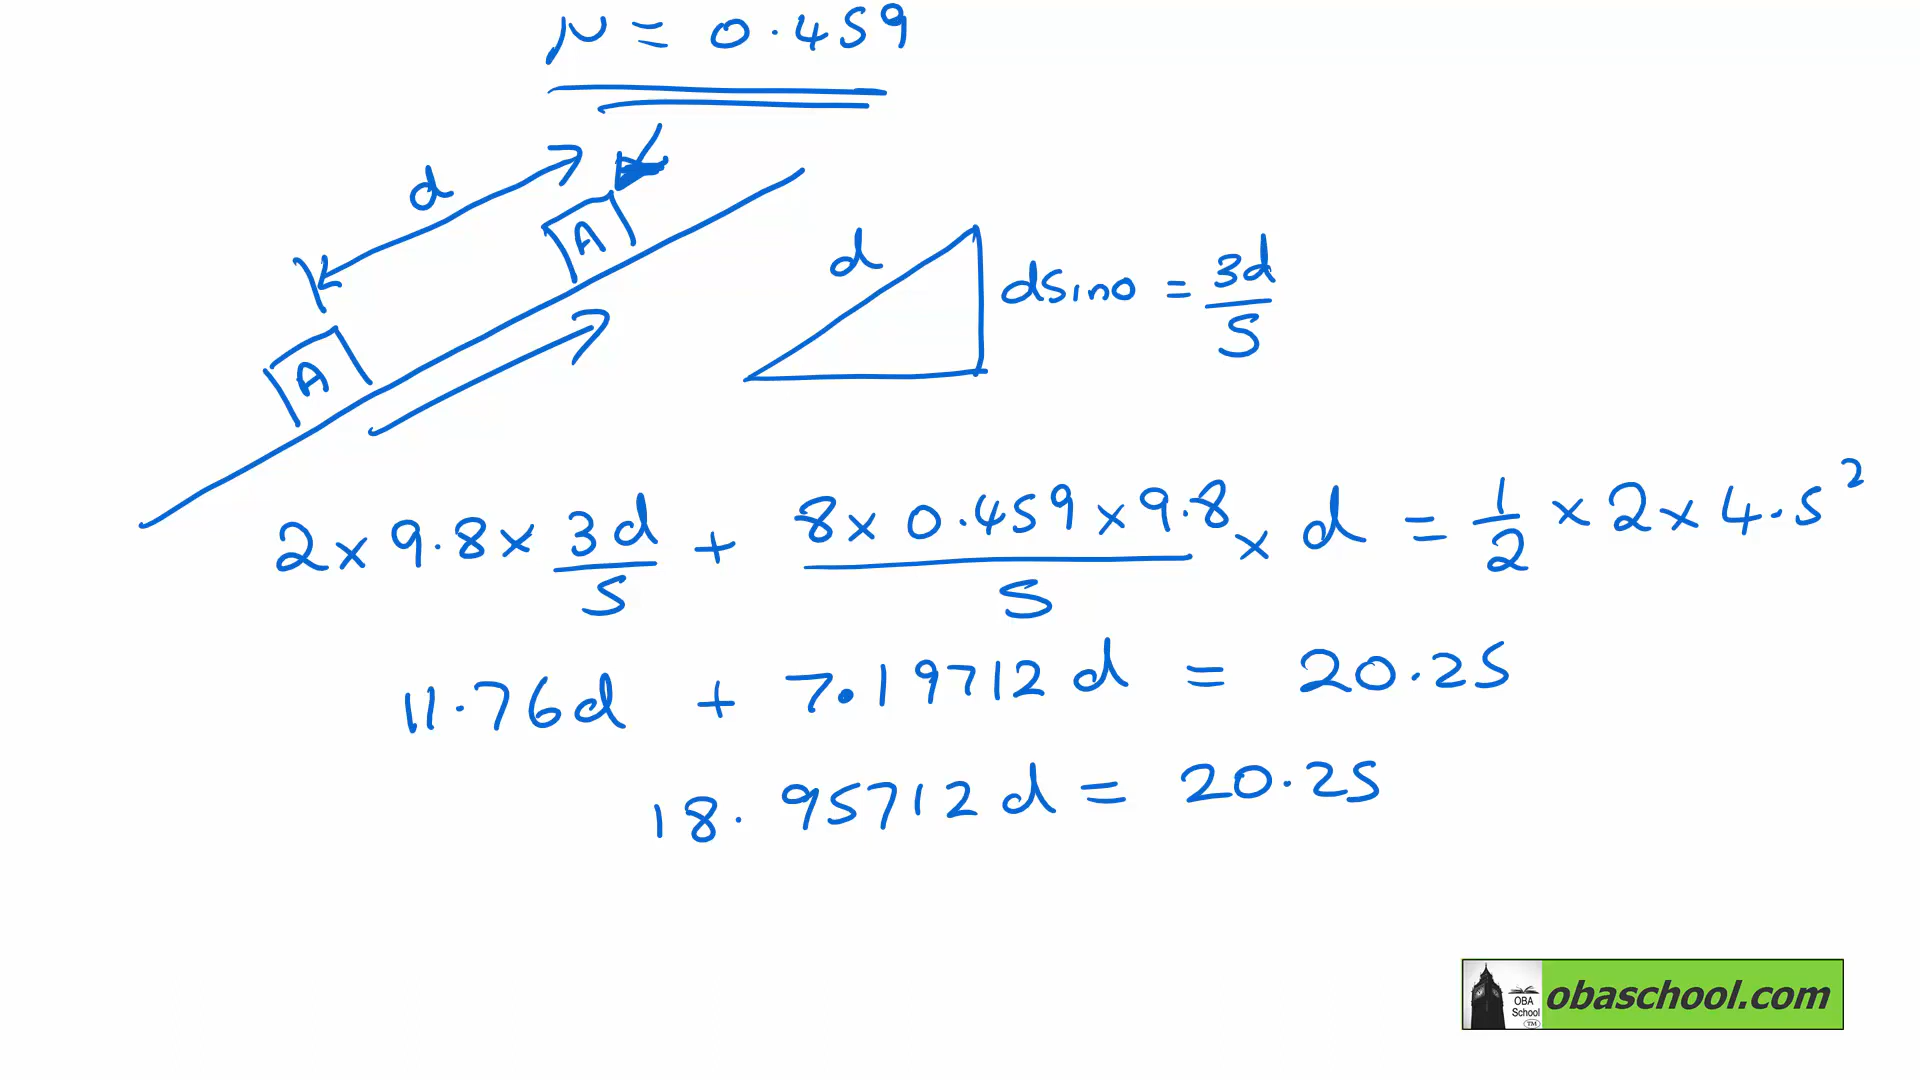 μ = 0.459
d
A
A
d
dsinθ = 3d/5
2 × 9.8 × 3d/5 + 8 × 0.459 × 9.8/5 × d = 1/2 × 2 × 4.5²
11.76d + 7.19712d = 20.25
18.95712d = 20.25
OBA
School
TM
obaschool.com